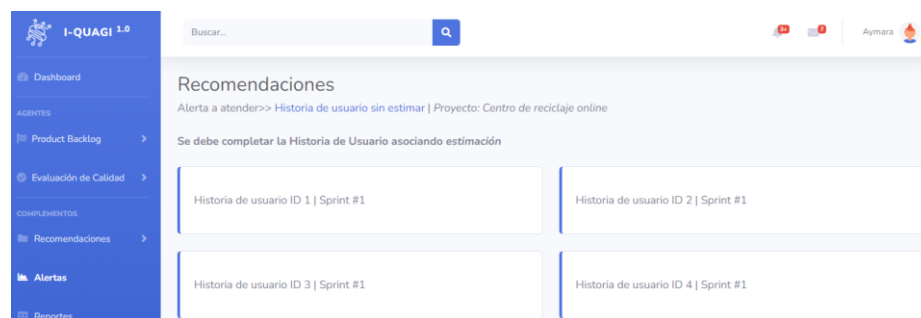 I-QUAGI 1.0
Buscar...
3+
7
Aymara
Dashboard
AGENTES
Product Backlog
Evaluación de Calidad
COMPLEMENTOS
Recomendaciones
Alertas
Reportes
Recomendaciones
Alerta a atender>> Historia de usuario sin estimar | Proyecto: Centro de reciclaje online
Se debe completar la Historia de Usuario asociando estimación
Historia de usuario ID 1 | Sprint #1
Historia de usuario ID 2 | Sprint #1
Historia de usuario ID 3 | Sprint #1
Historia de usuario ID 4 | Sprint #1